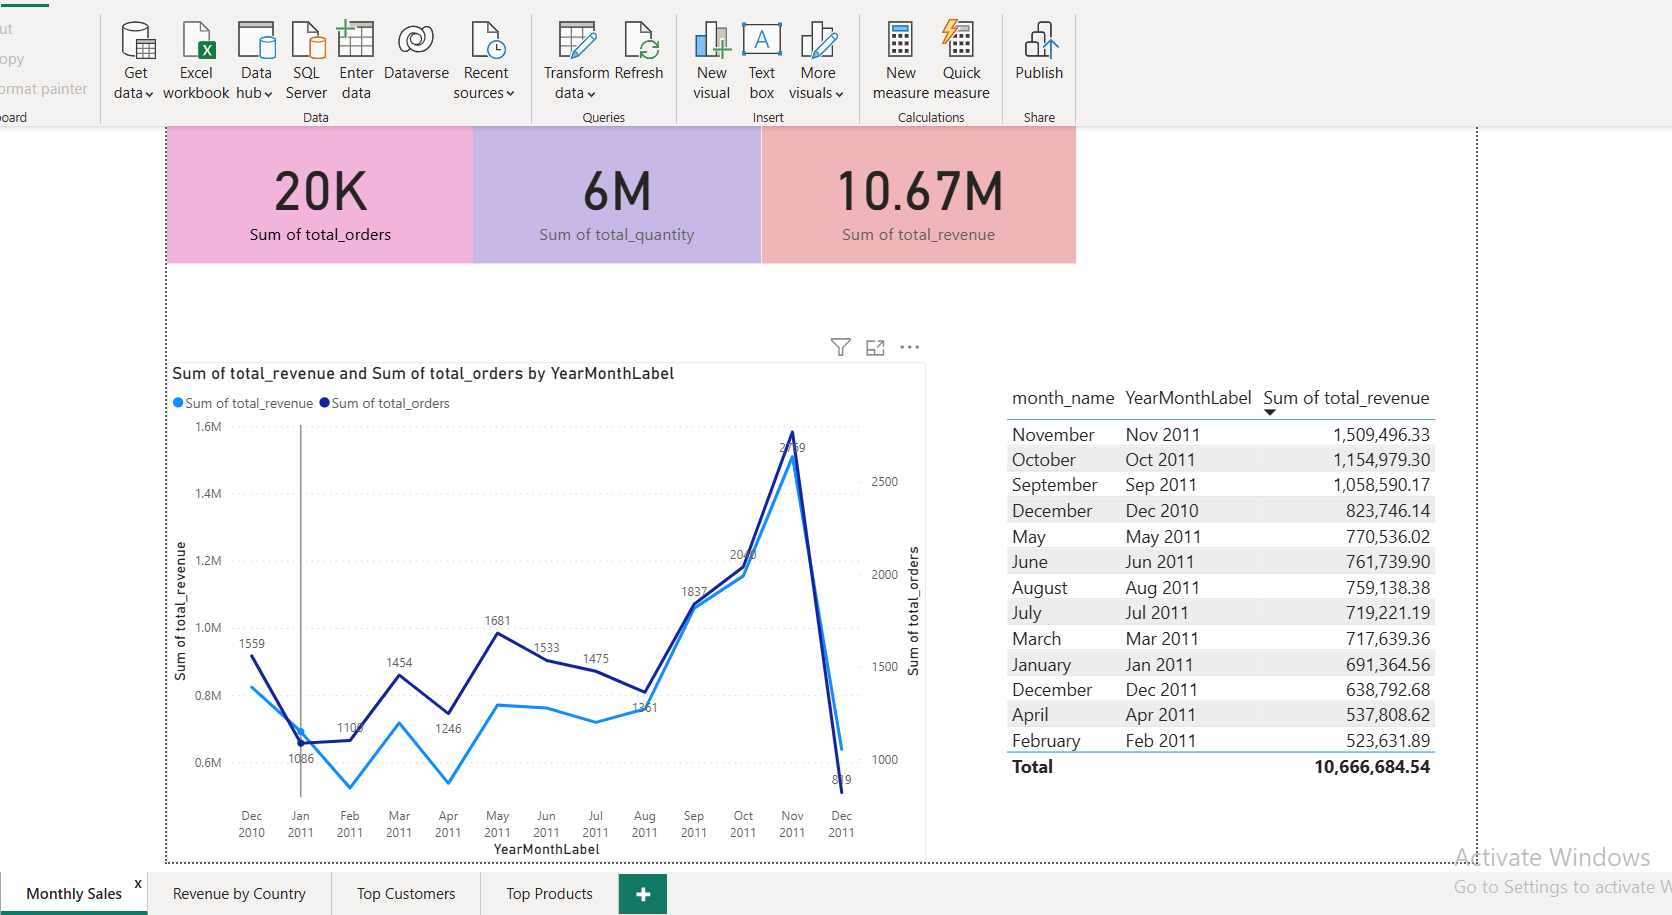 ut
opy
ormat painter
oard
Get data
Excel workbook
Data hub
SQL Server
Enter data
Dataverse
Recent sources
Data
Transform data
Refresh
Queries
New visual
Text box
More visuals
Insert
New measure
Quick measure
Calculations
Publish
Share
20K
Sum of total_orders
6M
Sum of total_quantity
10.67M
Sum of total_revenue
Sum of total_revenue and Sum of total_orders by YearMonthLabel
Sum of total_revenue Sum of total_orders
1.6M
1.4M
1.2M
1.0M
0.8M
0.6M
Sum of total_revenue
1559
1086
1100
1454
1246
1681
1533
1475
1361
1837
2040
2769
819
2500
2000
1500
1000
Sum of total_orders
Dec 2010
Jan 2011
Feb 2011
Mar 2011
Apr 2011
May 2011
Jun 2011
Jul 2011
Aug 2011
Sep 2011
Oct 2011
Nov 2011
Dec 2011
YearMonthLabel
month_name YearMonthLabel Sum of total_revenue
November Nov 2011 1,509,496.33
October Oct 2011 1,154,979.30
September Sep 2011 1,058,590.17
December Dec 2010 823,746.14
May May 2011 770,536.02
June Jun 2011 761,739.90
August Aug 2011 759,138.38
July Jul 2011 719,221.19
March Mar 2011 717,639.36
January Jan 2011 691,364.56
December Dec 2011 638,792.68
April Apr 2011 537,808.62
February Feb 2011 523,631.89
Total 10,666,684.54
Activate Windows
Go to Settings to activate W
Monthly Sales x
Revenue by Country
Top Customers
Top Products
+